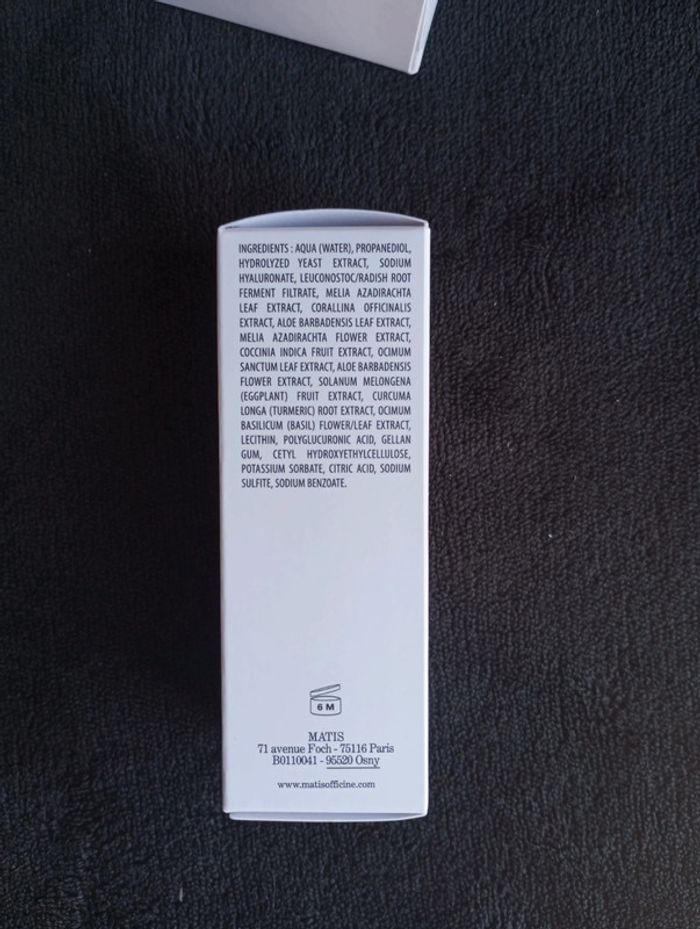 INGREDIENTS : AQUA (WATER), PROPANEDIOL,
HYDROLYZED YEAST EXTRACT, SODIUM
HYALURONATE, LEUCONOSTOC/RADISH ROOT
FERMENT FILTRATE, MELIA AZADIRACHTA
LEAF EXTRACT, CORALLINA OFFICINALIS
EXTRACT, ALOE BARBADENSIS LEAF EXTRACT,
MELIA AZADIRACHTA FLOWER EXTRACT,
COCCINIA INDICA FRUIT EXTRACT, OCIMUM
SANCTUM LEAF EXTRACT, ALOE BARBADENSIS
FLOWER EXTRACT, SOLANUM MELONGENA
(EGGPLANT) FRUIT EXTRACT, CURCUMA
LONGA (TURMERIC) ROOT EXTRACT, OCIMUM
BASILICUM (BASIL) FLOWER/LEAF EXTRACT,
LECITHIN, POLYGLUCURONIC ACID, GELLAN
GUM, CETYL HYDROXYETHYLCELLULOSE,
POTASSIUM SORBATE, CITRIC ACID, SODIUM
SULFITE, SODIUM BENZOATE.
6 M
MATIS
71 avenue Foch - 75116 Paris
B0110041 - 95520 Osny
www.matisofficine.com